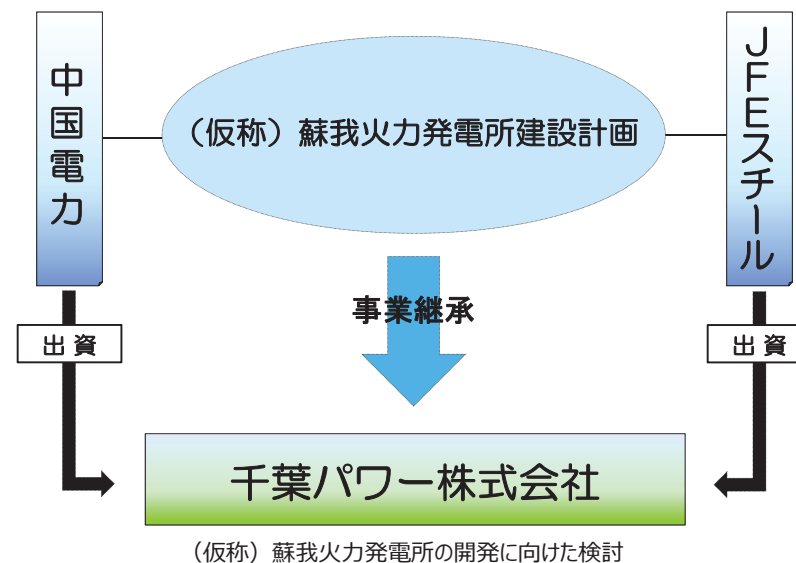 中国電力
（仮称）蘇我火力発電所建設計画
JFEスチール
事業継承
出資
出資
千葉パワー株式会社
（仮称）蘇我火力発電所の開発に向けた検討